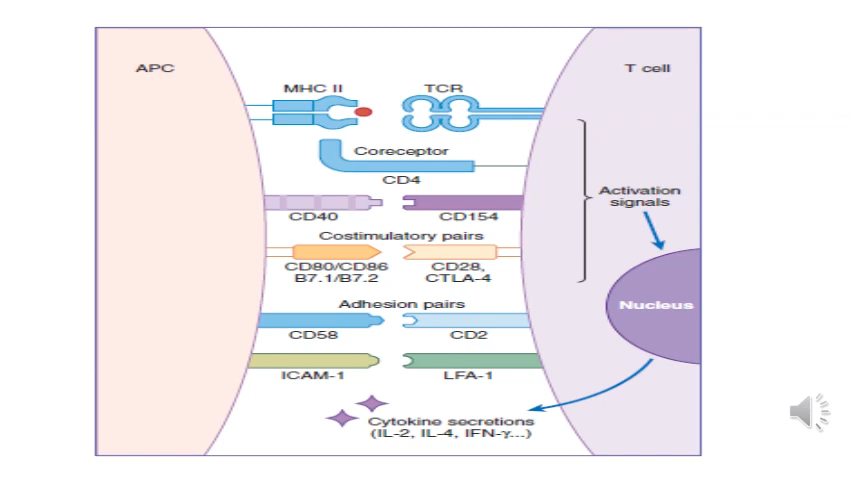 APC
T cell
MHC II
TCR
Coreceptor
CD4
CD40
CD154
Costimulatory pairs
CD80/CD86
B7.1/B7.2
CD28,
CTLA-4
Activation
signals
Nucleus
Adhesion pairs
CD58
CD2
ICAM-1
LFA-1
Cytokine secretions
(IL-2, IL-4, IFN-γ...)